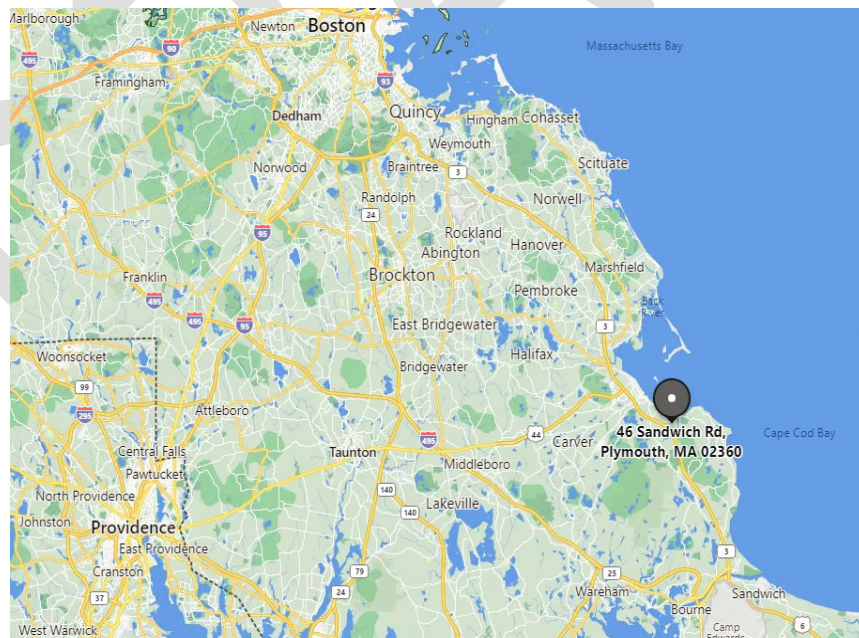 Marlborough
Newton
Boston
Massachusetts Bay
90
495
Framingham
93
Dedham
Quincy
Hingham
Cohasset
Weymouth
Norwood
Braintree
3
Scituate
Randolph
Norwell
24
95
Rockland
Abington
Hanover
Franklin
Brockton
Marshfield
495
Pembroke
Back
River
495
95
East Bridgewater
3
Woonsocket
Halifax
Bridgewater
99
295
Attleboro
46 Sandwich Rd,
Plymouth, MA 02360
Cape Cod Bay
495
44
Carver
Central Falls
Taunton
Pawtucket
Middleboro
140
North Providence
Lakeville
140
Johnston
Providence
East Providence
3
Cranston
79
25
24
Wareham
Sandwich
37
Bourne
6
West Warwick
Camp
Edwards